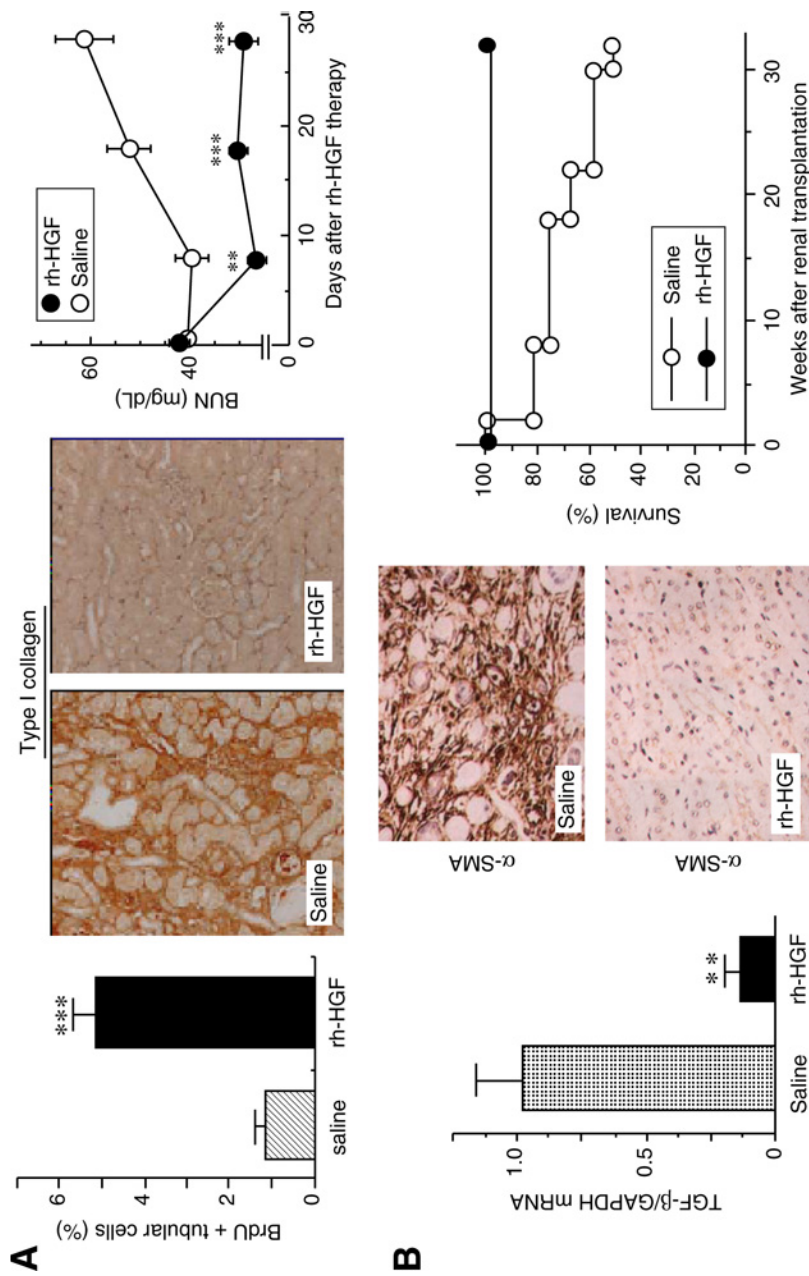 A
BrdU + tubular cells (%)
6
4
2
0
***
saline
rh-HGF
Type I collagen
Saline
rh-HGF
BUN (mg/dL)
60
40
0
rh-HGF
Saline
**
***
***
0
10
20
30
Days after rh-HGF therapy
B
TGF-β/GAPDH mRNA
1.0
0.5
0
**
Saline
rh-HGF
α-SMA
Saline
α-SMA
rh-HGF
Survival (%)
100
80
60
40
20
0
Saline
rh-HGF
0
10
20
30
Weeks after renal transplantation